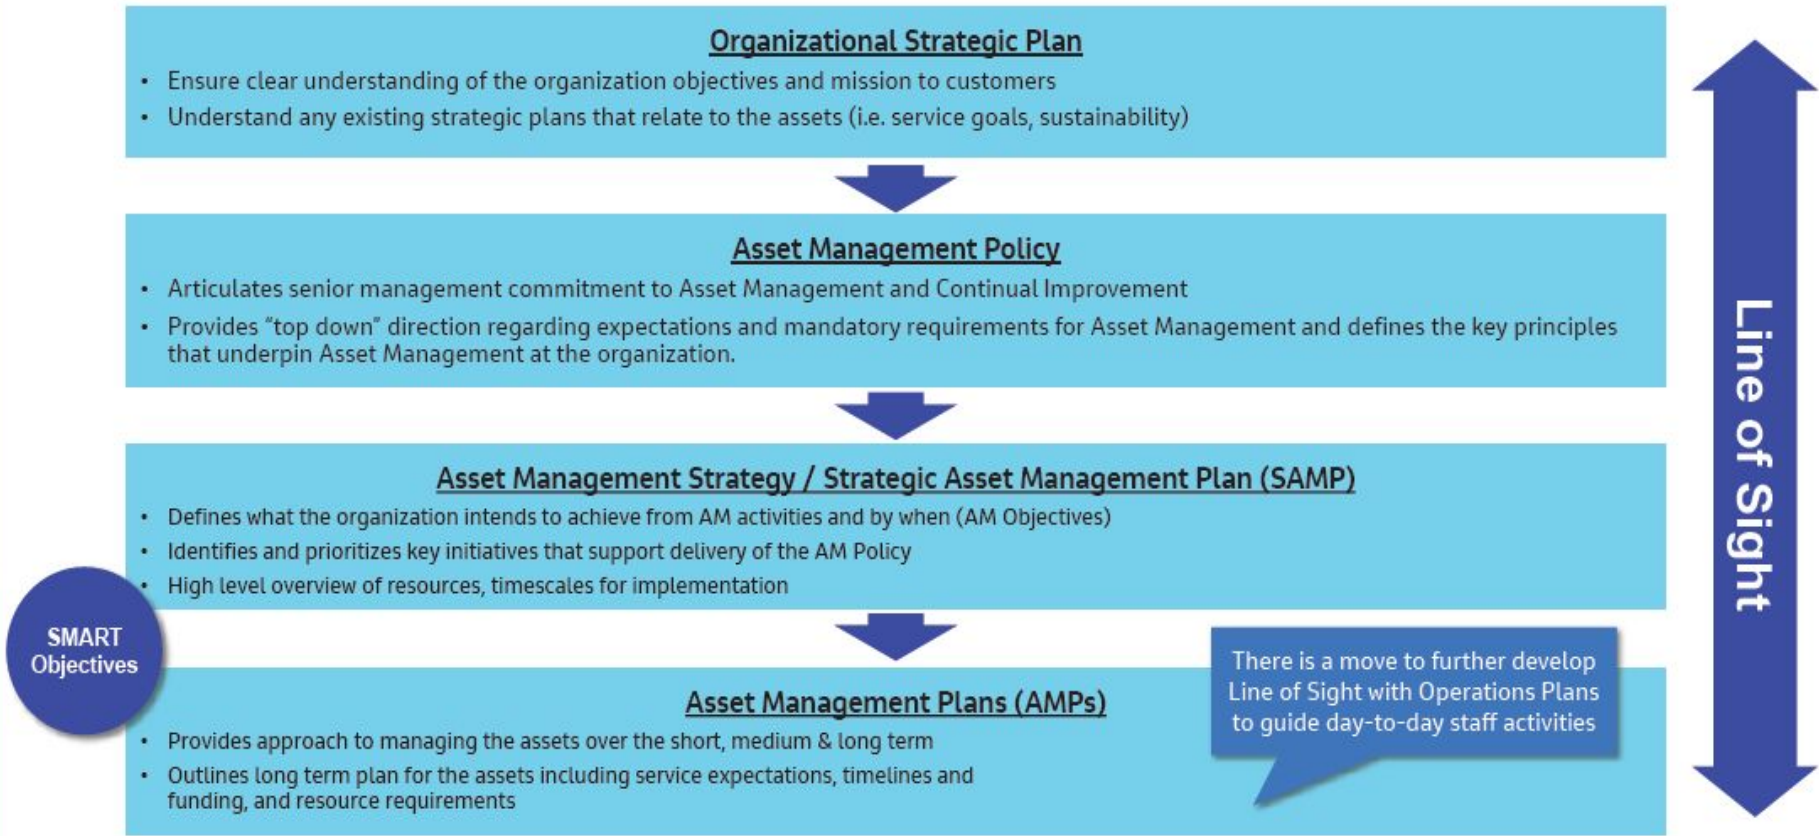 Organizational Strategic Plan
• Ensure clear understanding of the organization objectives and mission to customers
• Understand any existing strategic plans that relate to the assets (i.e. service goals, sustainability)
Asset Management Policy
• Articulates senior management commitment to Asset Management and Continual Improvement
• Provides “top down” direction regarding expectations and mandatory requirements for Asset Management and defines the key principles
that underpin Asset Management at the organization.
Asset Management Strategy / Strategic Asset Management Plan (SAMP)
• Defines what the organization intends to achieve from AM activities and by when (AM Objectives)
• Identifies and prioritizes key initiatives that support delivery of the AM Policy
• High level overview of resources, timescales for implementation
SMART
Objectives
Asset Management Plans (AMPs)
• Provides approach to managing the assets over the short, medium & long term
• Outlines long term plan for the assets including service expectations, timelines and
funding, and resource requirements
There is a move to further develop
Line of Sight with Operations Plans
to guide day-to-day staff activities
Line of Sight